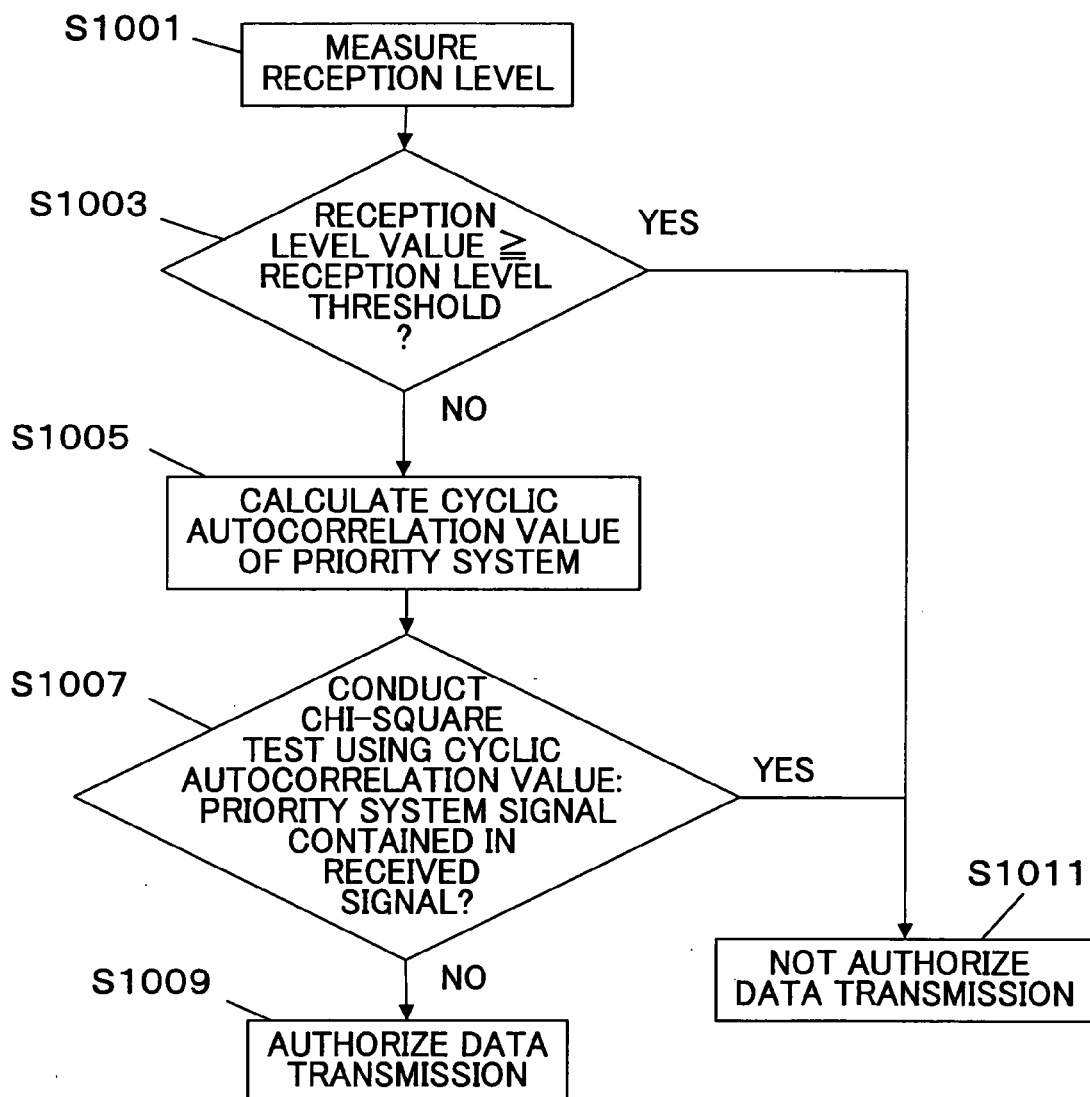 S1001
MEASURE
RECEPTION LEVEL
S1003
RECEPTION
LEVEL VALUE ≧
RECEPTION LEVEL
THRESHOLD
?
YES
NO
S1005
CALCULATE CYCLIC
AUTOCORRELATION VALUE
OF PRIORITY SYSTEM
S1007
CONDUCT
CHI-SQUARE
TEST USING CYCLIC
AUTOCORRELATION VALUE:
PRIORITY SYSTEM SIGNAL
CONTAINED IN
RECEIVED
SIGNAL?
YES
S1011
NOT AUTHORIZE
DATA TRANSMISSION
NO
S1009
AUTHORIZE DATA
TRANSMISSION